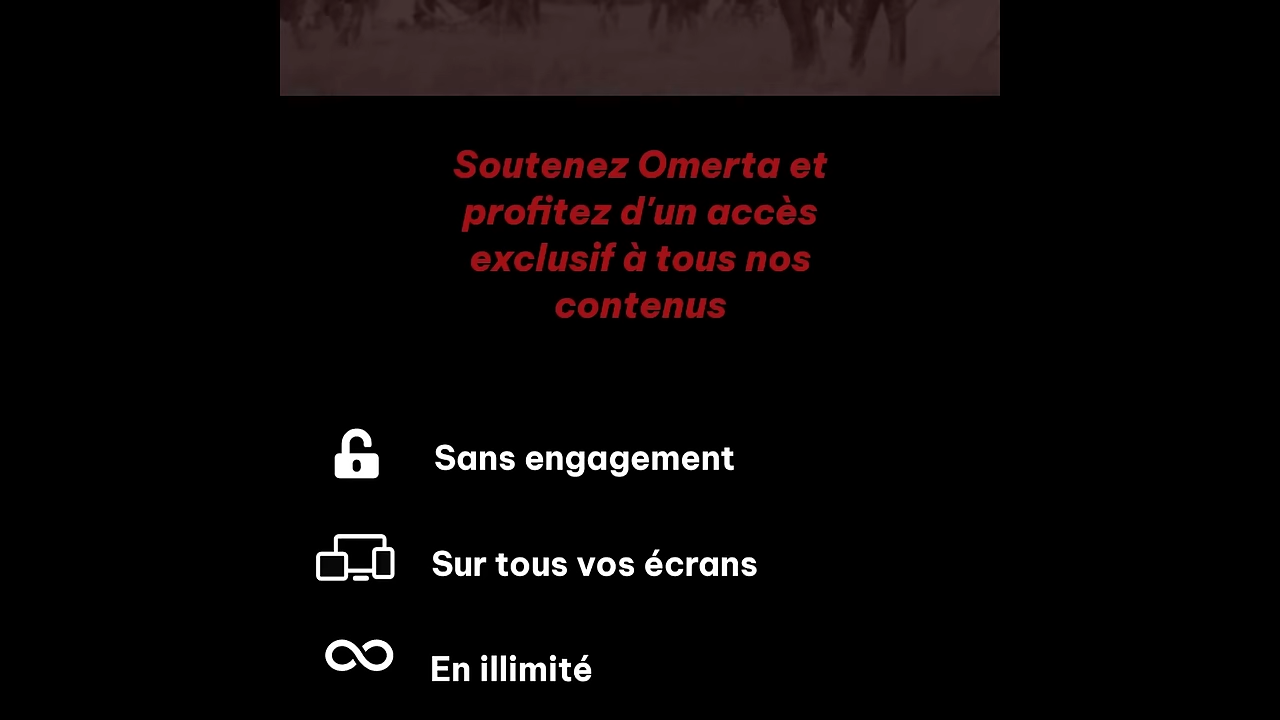 Soutenez Omerta et
profitez d’un accès
exclusif à tous nos
contenus
Sans engagement
Sur tous vos écrans
En illimité